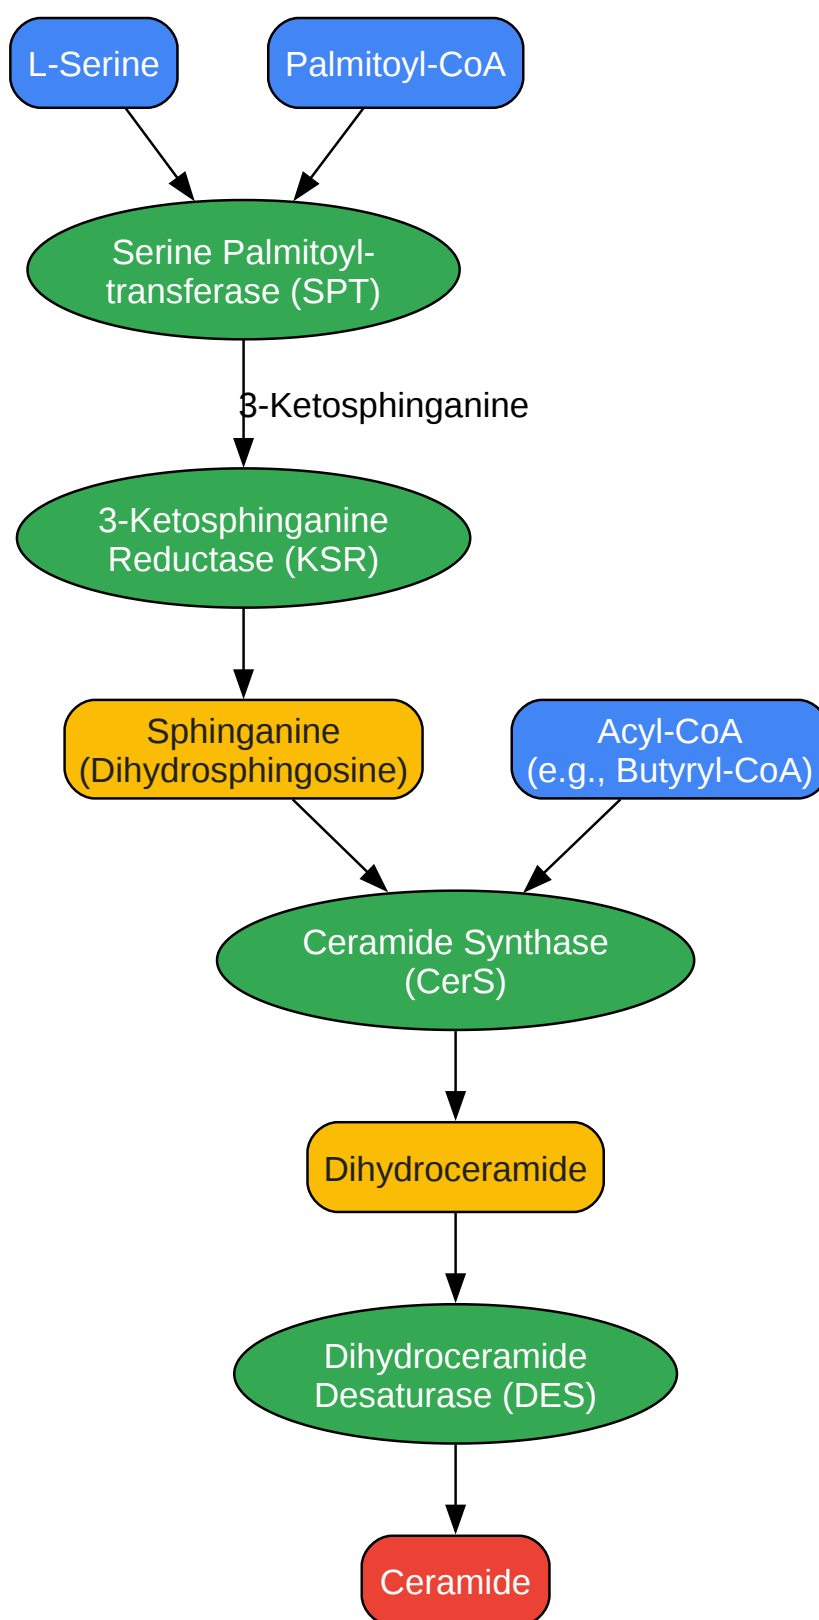 L-Serine
Palmitoyl-CoA
Serine Palmitoyl-
transferase (SPT)
3-Ketosphinganine
3-Ketosphinganine
Reductase (KSR)
Sphinganine
(Dihydrosphingosine)
Acyl-CoA
(e.g., Butyryl-CoA)
Ceramide Synthase
(CerS)
Dihydroceramide
Dihydroceramide
Desaturase (DES)
Ceramide